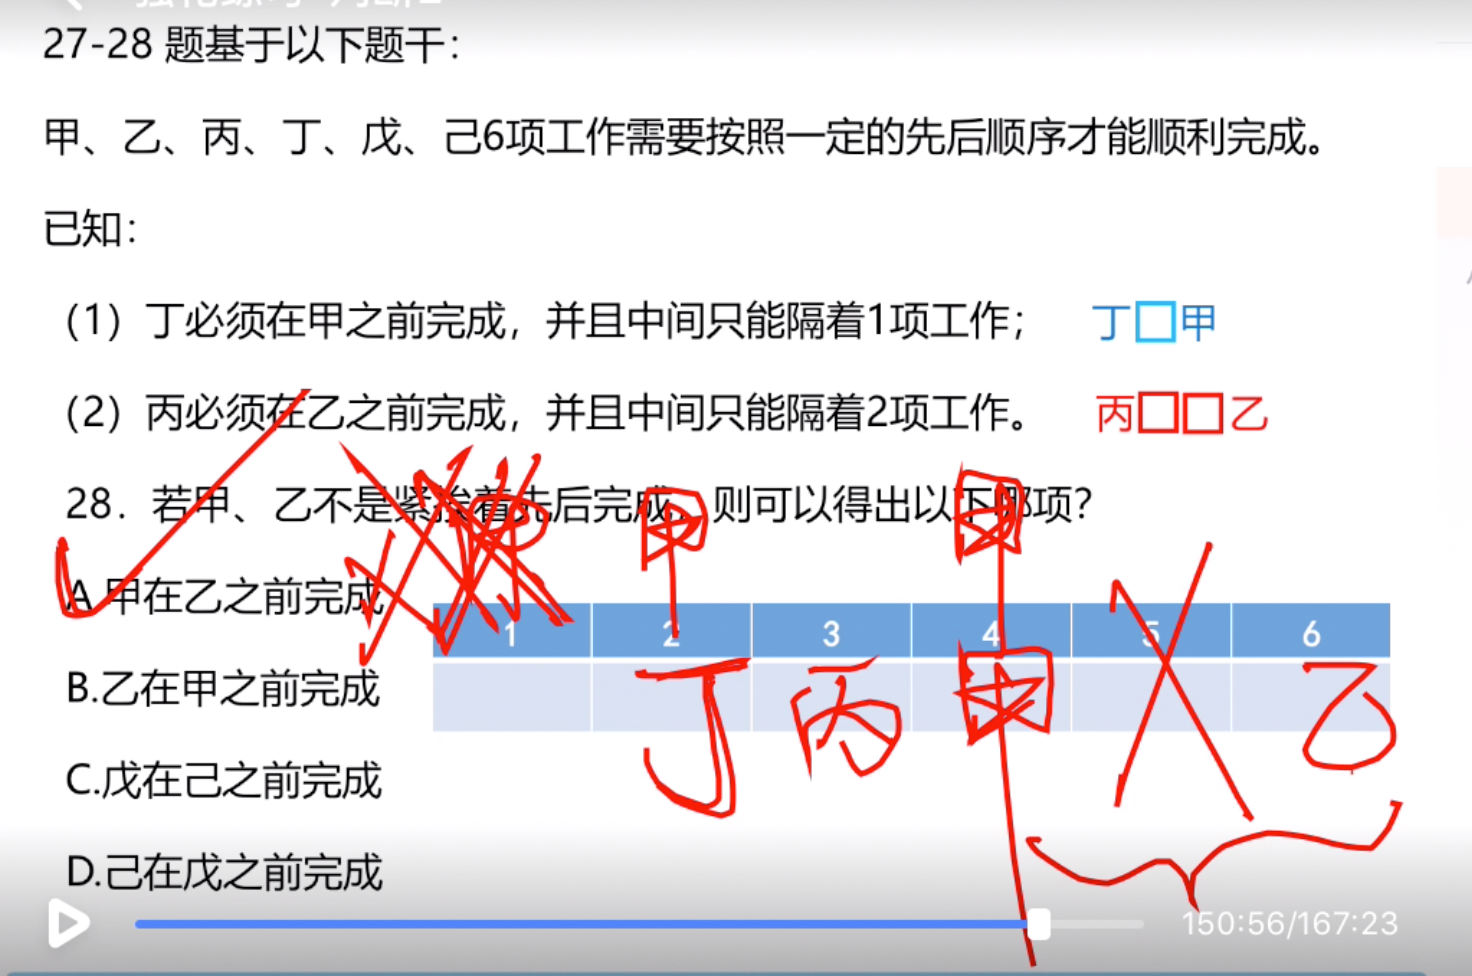 27-28 题基于以下题干：
甲、乙、丙、丁、戊、己6项工作需要按照一定的先后顺序才能顺利完成。
已知：
（1）丁必须在甲之前完成，并且中间只能隔着1项工作； 丁□甲
（2）丙必须在乙之前完成，并且中间只能隔着2项工作。 丙□□乙
28. 若甲、乙不是紧挨着先后完成，则可以得出以下哪项？
甲 甲
A.甲在乙之前完成
1 2 3 4 5 6
丁 丙 甲 乙
B.乙在甲之前完成
C.戊在己之前完成
D.己在戊之前完成
150:56/167:23